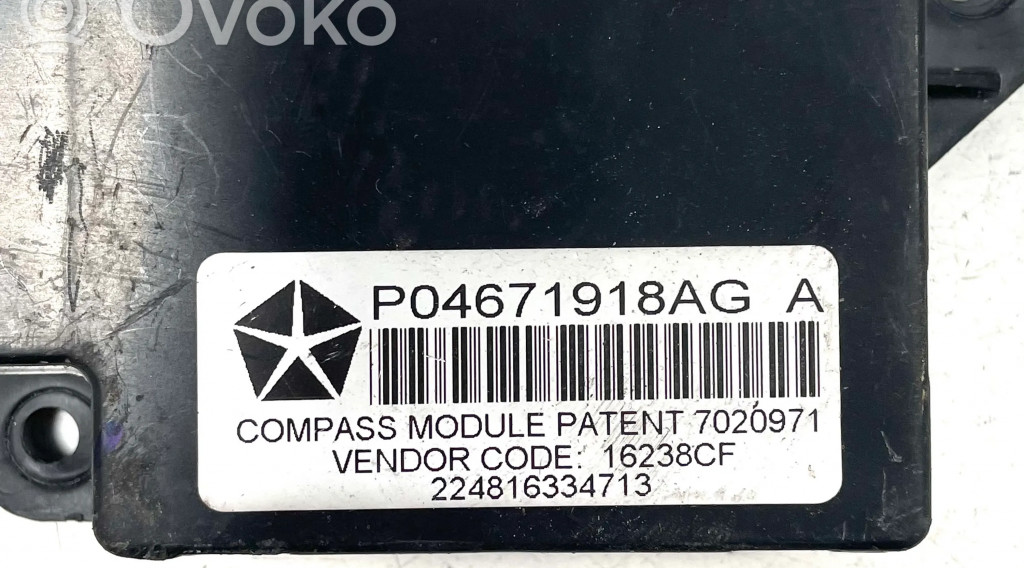 OVOKO
P04671918AG A
COMPASS MODULE PATENT 7020971
VENDOR CODE: 16238CF
224816334713